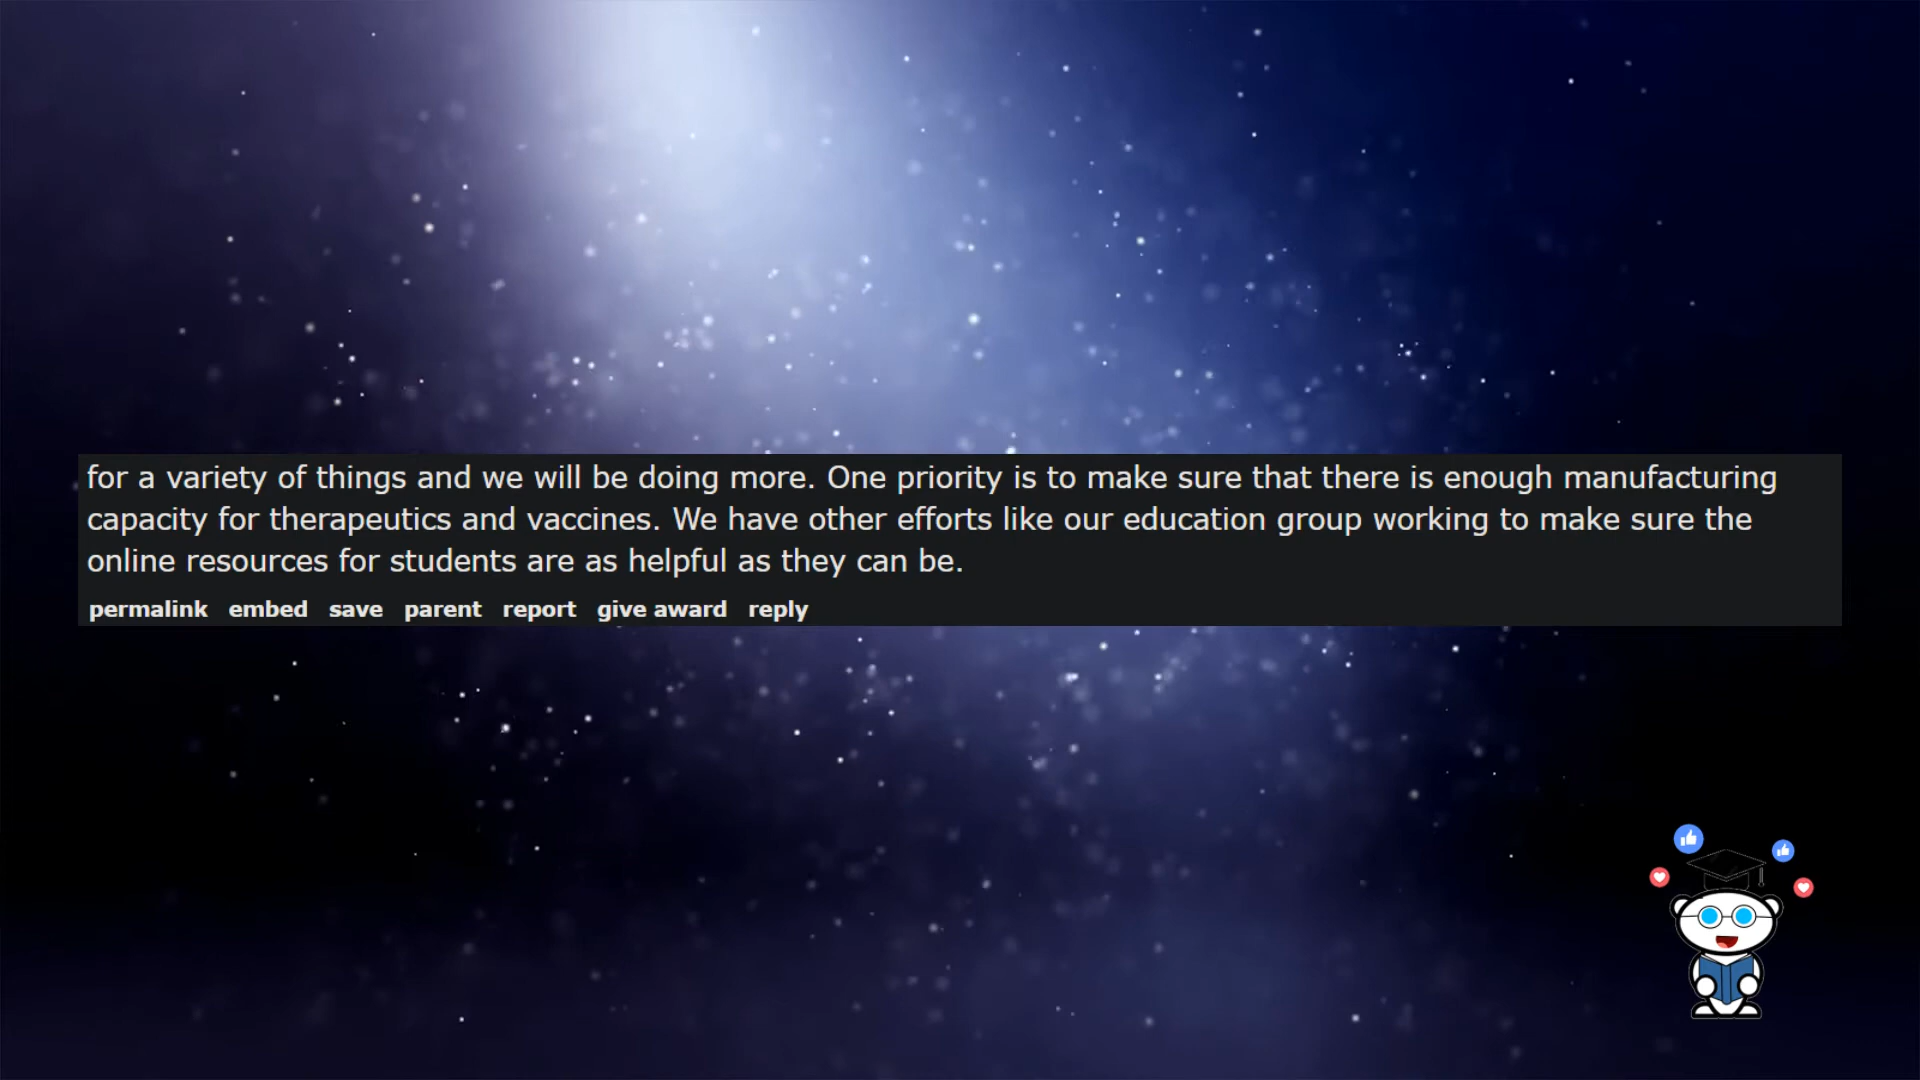 for a variety of things and we will be doing more. One priority is to make sure that there is enough manufacturing
capacity for therapeutics and vaccines. We have other efforts like our education group working to make sure the
online resources for students are as helpful as they can be.
permalink embed save parent report give award reply